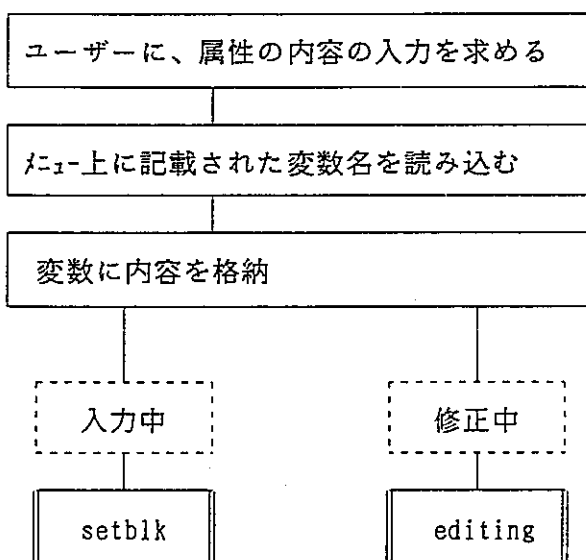 ユーザーに、属性の内容の入力を求める
ﾒﾆｭｰ上に記載された変数名を読み込む
変数に内容を格納
入力中
修正中
setblk
editing